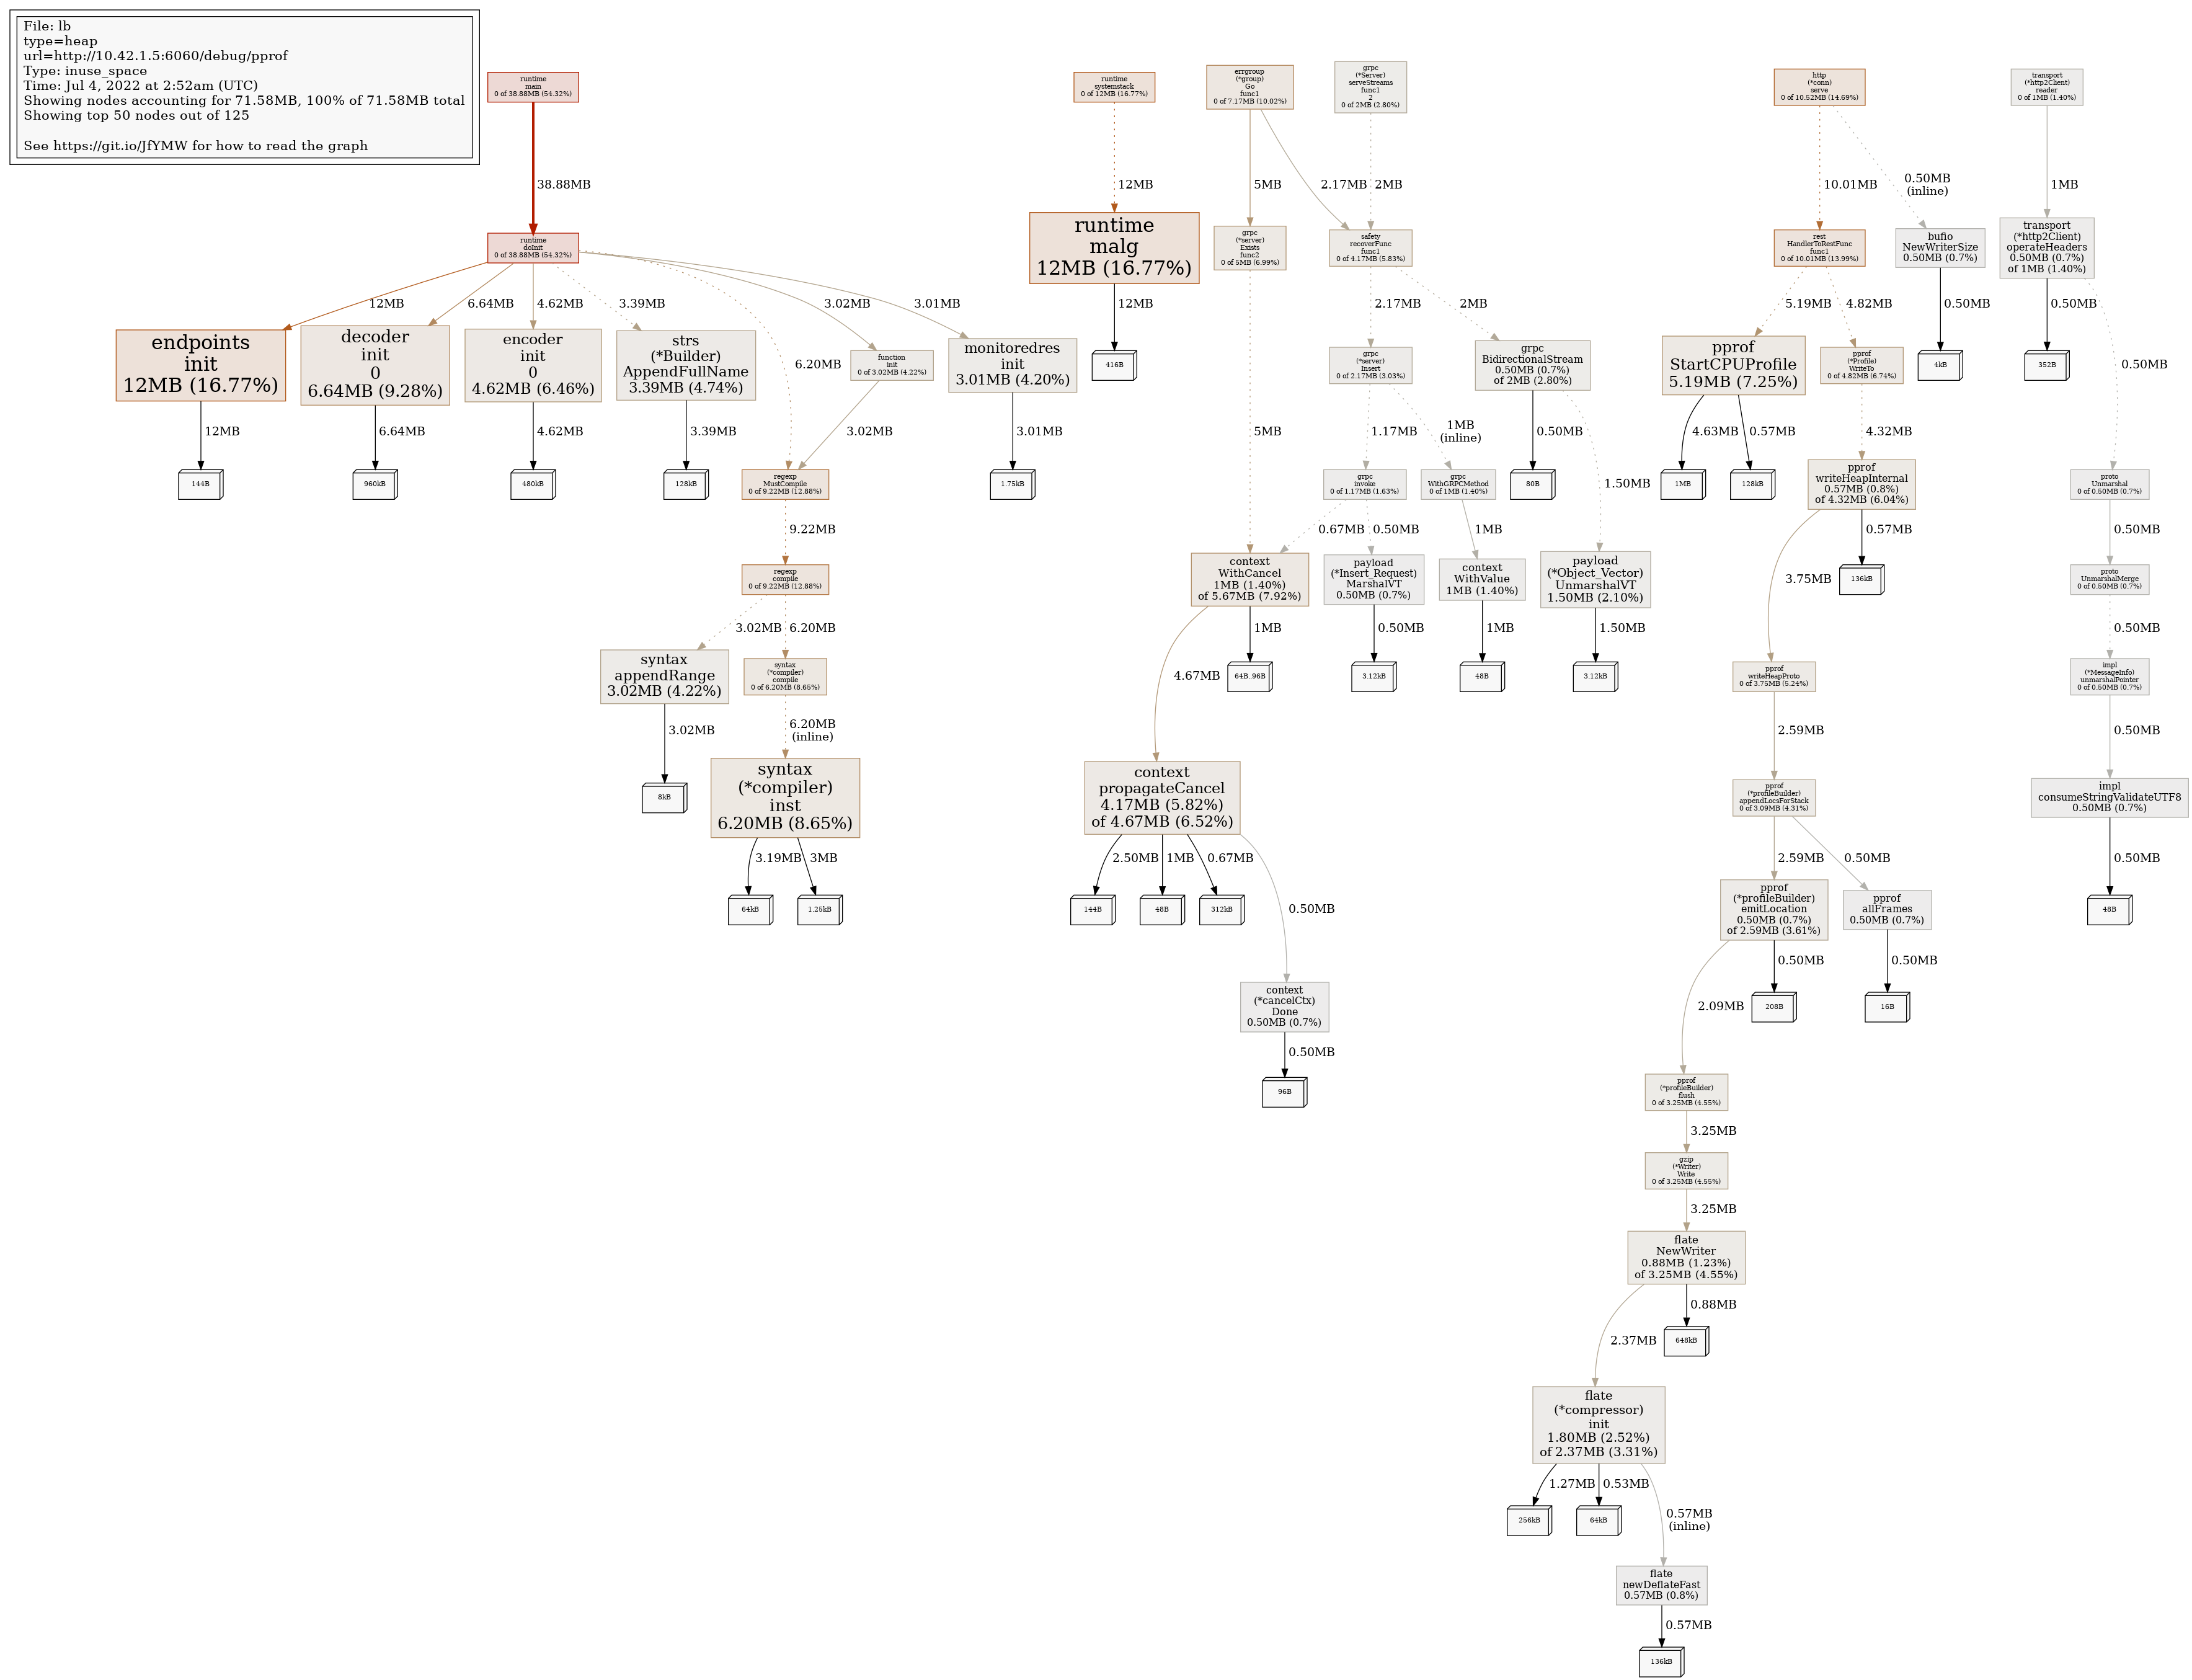 File: lb
type=heap
url=http://10.42.1.5:6060/debug/pprof
Type: inuse_space
Time: Jul 4, 2022 at 2:52am (UTC)
Showing nodes accounting for 71.58MB, 100% of 71.58MB total
Showing top 50 nodes out of 125
See https://git.io/JfYMW for how to read the graph
runtime
main
0 of 38.88MB (54.32%)
38.88MB
runtime
doInit
0 of 38.88MB (54.32%)
12MB
6.64MB
4.62MB
3.39MB
6.20MB
3.02MB
3.01MB
endpoints
init
12MB (16.77%)
12MB
144B
decoder
init
0
6.64MB (9.28%)
6.64MB
960kB
encoder
init
0
4.62MB (6.46%)
4.62MB
480kB
strs
(*Builder)
AppendFullName
3.39MB (4.74%)
3.39MB
128kB
function
init
0 of 3.02MB (4.22%)
3.02MB
monitoredres
init
3.01MB (4.20%)
3.01MB
1.75kB
regexp
MustCompile
0 of 9.22MB (12.88%)
9.22MB
regexp
compile
0 of 9.22MB (12.88%)
3.02MB
6.20MB
syntax
appendRange
3.02MB (4.22%)
3.02MB
8kB
syntax
(*compiler)
compile
0 of 6.20MB (8.65%)
6.20MB
(inline)
syntax
(*compiler)
inst
6.20MB (8.65%)
3.19MB
3MB
64kB
1.25kB
runtime
systemstack
0 of 12MB (16.77%)
12MB
runtime
malg
12MB (16.77%)
12MB
416B
errgroup
(*group)
Go
func1
0 of 7.17MB (10.02%)
5MB
2.17MB
grpc
(*Server)
serveStreams
func1
2
0 of 2MB (2.80%)
2MB
grpc
(*server)
Exists
func2
0 of 5MB (6.99%)
5MB
safety
recoverFunc
func1
0 of 4.17MB (5.83%)
2.17MB
2MB
grpc
(*server)
Insert
0 of 2.17MB (3.03%)
1.17MB
1MB
(inline)
grpc
BidirectionalStream
0.50MB (0.7%)
of 2MB (2.80%)
0.50MB
80B
1.50MB
grpc
invoke
0 of 1.17MB (1.63%)
0.67MB
0.50MB
grpc
WithGRPCMethod
0 of 1MB (1.40%)
1MB
context
WithCancel
1MB (1.40%)
of 5.67MB (7.92%)
4.67MB
1MB
64B..96B
payload
(*Insert_Request)
MarshalVT
0.50MB (0.7%)
0.50MB
3.12kB
context
WithValue
1MB (1.40%)
1MB
48B
payload
(*Object_Vector)
UnmarshalVT
1.50MB (2.10%)
1.50MB
3.12kB
context
propagateCancel
4.17MB (5.82%)
of 4.67MB (6.52%)
2.50MB
1MB
0.67MB
0.50MB
144B
48B
312kB
context
(*cancelCtx)
Done
0.50MB (0.7%)
0.50MB
96B
http
(*conn)
serve
0 of 10.52MB (14.69%)
10.01MB
0.50MB
(inline)
rest
HandlerToRestFunc
func1
0 of 10.01MB (13.99%)
5.19MB
4.82MB
bufio
NewWriterSize
0.50MB (0.7%)
0.50MB
4kB
pprof
StartCPUProfile
5.19MB (7.25%)
4.63MB
0.57MB
1MB
128kB
pprof
(*Profile)
WriteTo
0 of 4.82MB (6.74%)
4.32MB
pprof
writeHeapInternal
0.57MB (0.8%)
of 4.32MB (6.04%)
3.75MB
0.57MB
136kB
pprof
writeHeapProto
0 of 3.75MB (5.24%)
2.59MB
pprof
(*profileBuilder)
appendLocsForStack
0 of 3.09MB (4.31%)
2.59MB
0.50MB
pprof
(*profileBuilder)
emitLocation
0.50MB (0.7%)
of 2.59MB (3.61%)
2.09MB
0.50MB
208B
pprof
allFrames
0.50MB (0.7%)
0.50MB
16B
pprof
(*profileBuilder)
flush
0 of 3.25MB (4.55%)
3.25MB
gzip
(*Writer)
Write
0 of 3.25MB (4.55%)
3.25MB
flate
NewWriter
0.88MB (1.23%)
of 3.25MB (4.55%)
2.37MB
0.88MB
648kB
flate
(*compressor)
init
1.80MB (2.52%)
of 2.37MB (3.31%)
1.27MB
0.53MB
0.57MB
(inline)
256kB
64kB
flate
newDeflateFast
0.57MB (0.8%)
0.57MB
136kB
transport
(*http2Client)
reader
0 of 1MB (1.40%)
1MB
transport
(*http2Client)
operateHeaders
0.50MB (0.7%)
of 1MB (1.40%)
0.50MB
352B
0.50MB
proto
Unmarshal
0 of 0.50MB (0.7%)
0.50MB
proto
UnmarshalMerge
0 of 0.50MB (0.7%)
0.50MB
impl
(*MessageInfo)
unmarshalPointer
0 of 0.50MB (0.7%)
0.50MB
impl
consumeStringValidateUTF8
0.50MB (0.7%)
0.50MB
48B